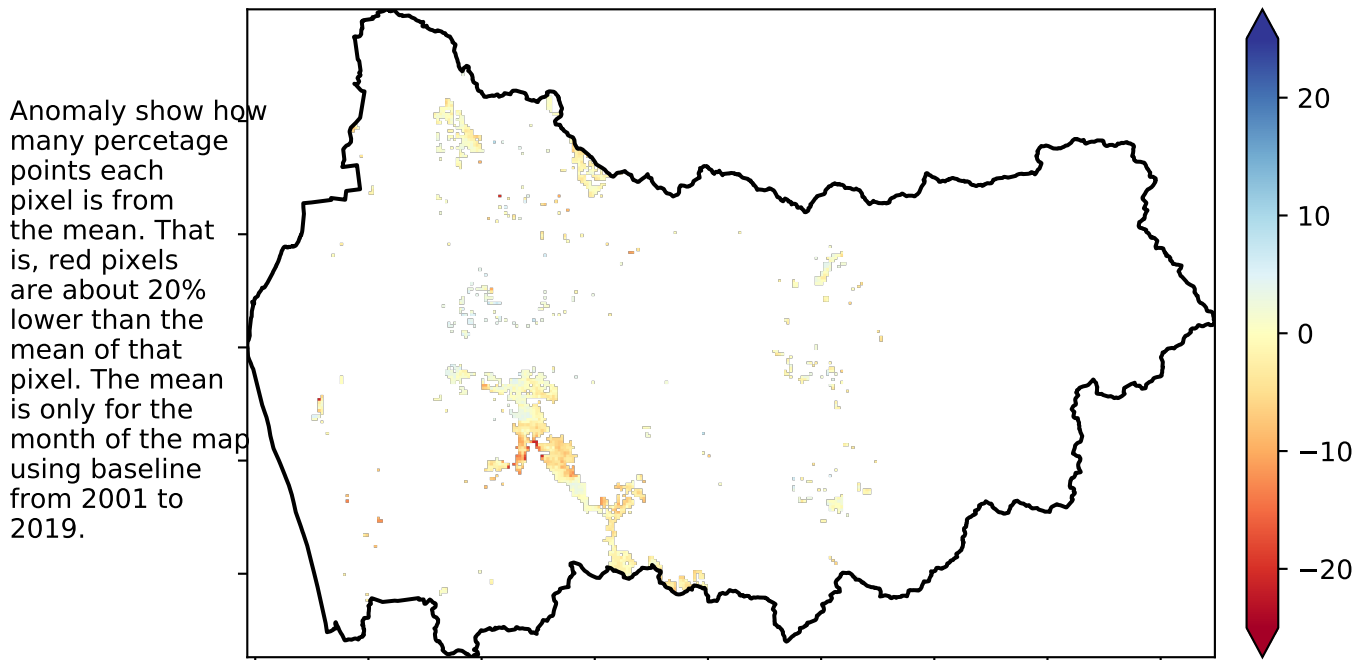 Anomaly show how
many percetage
points each
pixel is from
the mean. That
is, red pixels
are about 20%
lower than the
mean of that
pixel. The mean
is only for the
month of the map
using baseline
from 2001 to
2019.
20
10
0
−10
−20